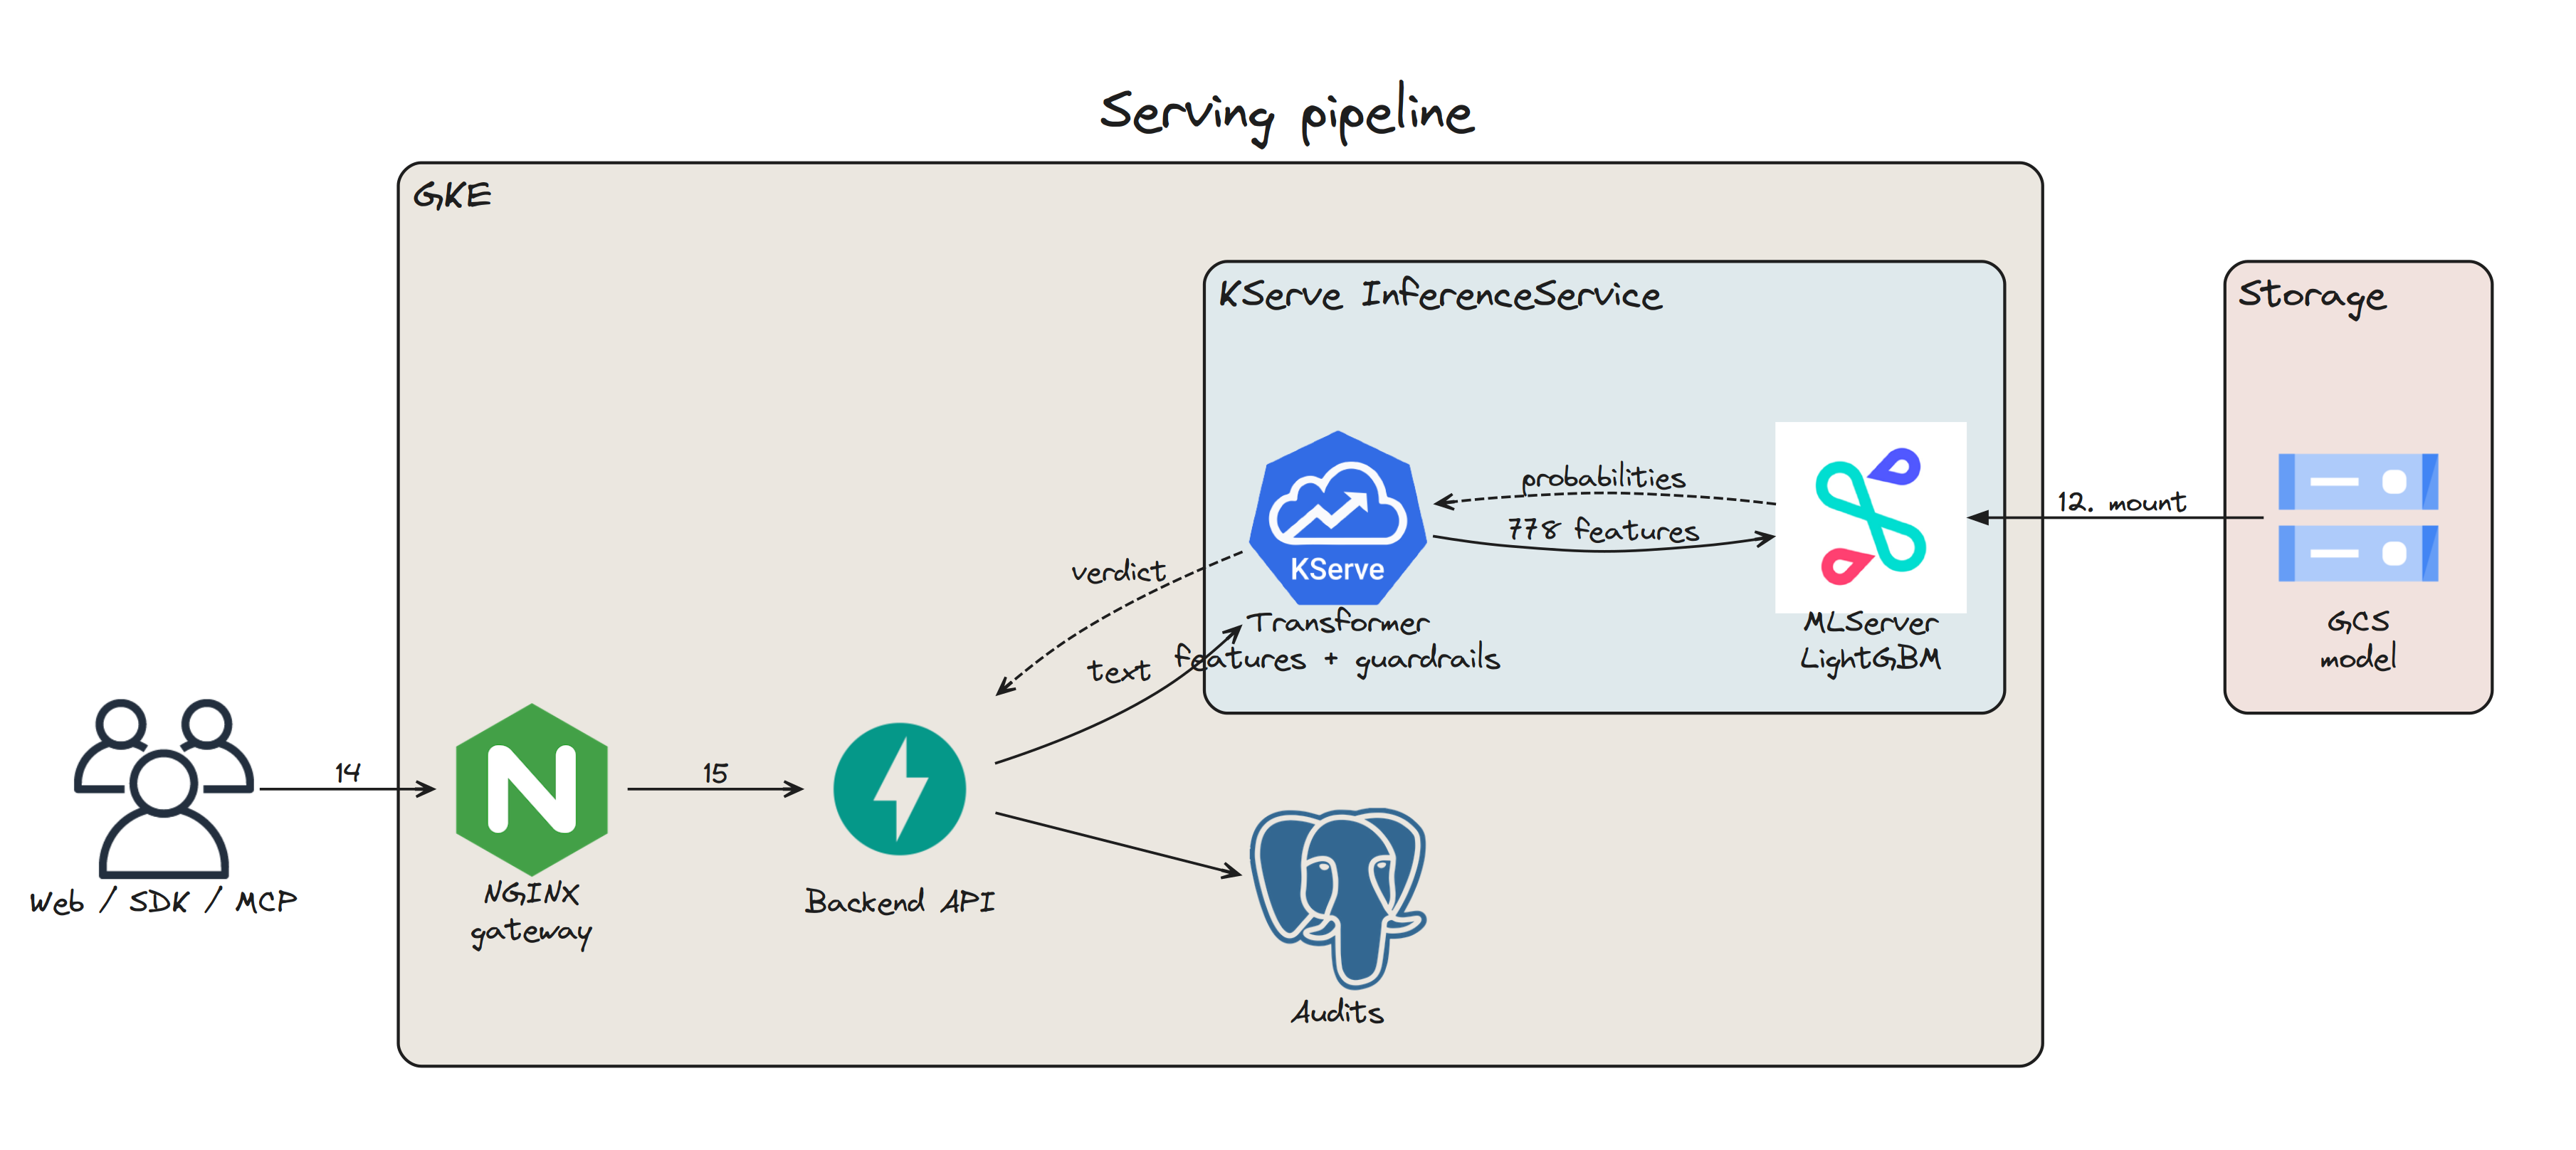 Serving pipeline
GKE
KServe InferenceService
Storage
probabilities
778 features
12. mount
KServe
verdict
Transformer
features + guardrails
MLServer
LightGBM
GCS
model
text
14
15
Web / SDK / MCP
NGINX
gateway
Backend API
Audits